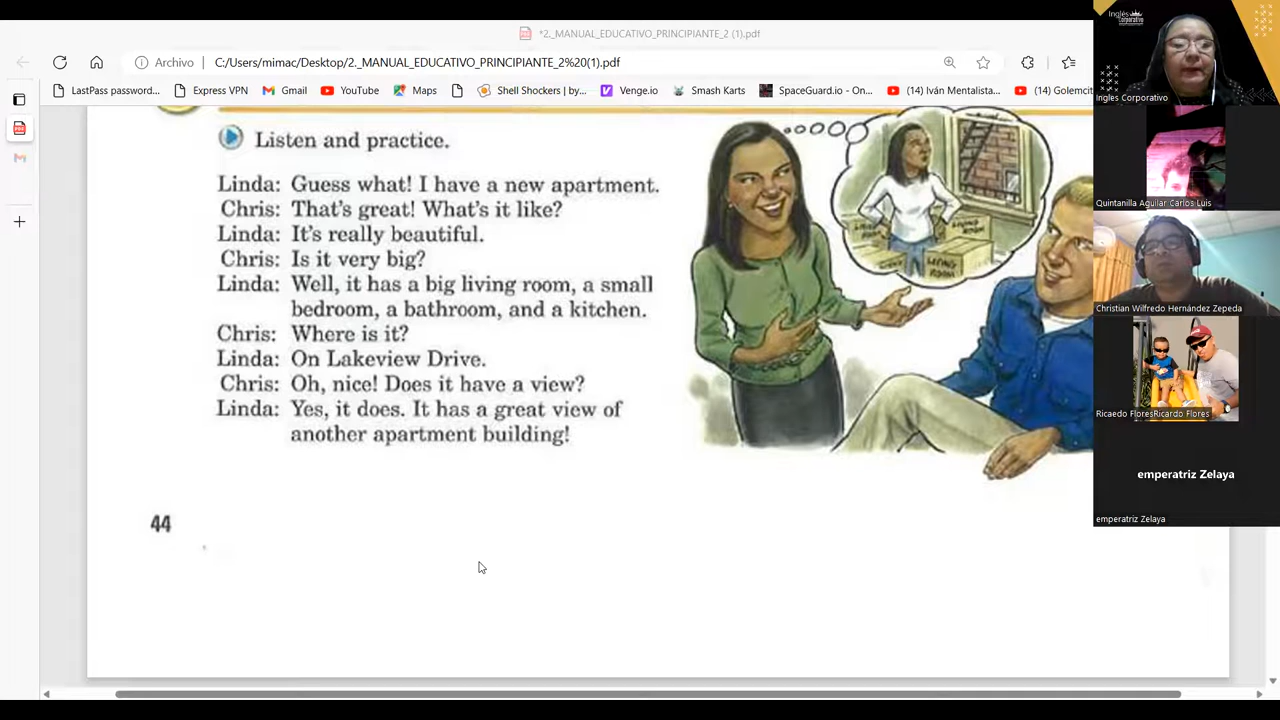 *2._MANUAL_EDUCATIVO_PRINCIPIANTE_2 (1).pdf
Archivo C:/Users/mimac/Desktop/2._MANUAL_EDUCATIVO_PRINCIPIANTE_2%20(1).pdf
LastPass password... Express VPN Gmail YouTube Maps Shell Shockers | by... Venge.io Smash Karts SpaceGuard.io - On... (14) Iván Mentalista... (14) Golemcit
Listen and practice.
Linda: Guess what! I have a new apartment.
Chris: That's great! What's it like?
Linda: It's really beautiful.
Chris: Is it very big?
Linda: Well, it has a big living room, a small
bedroom, a bathroom, and a kitchen.
Chris: Where is it?
Linda: On Lakeview Drive.
Chris: Oh, nice! Does it have a view?
Linda: Yes, it does. It has a great view of
another apartment building!
44
LIVING
ROOM
Inglés
Corporativo
Ingles Corporativo
Quintanilla Aguilar Carlos Luis
Christian Wilfredo Hernández Zepeda
Ricaedo FloresRicardo Flores
emperatriz Zelaya
emperatriz Zelaya